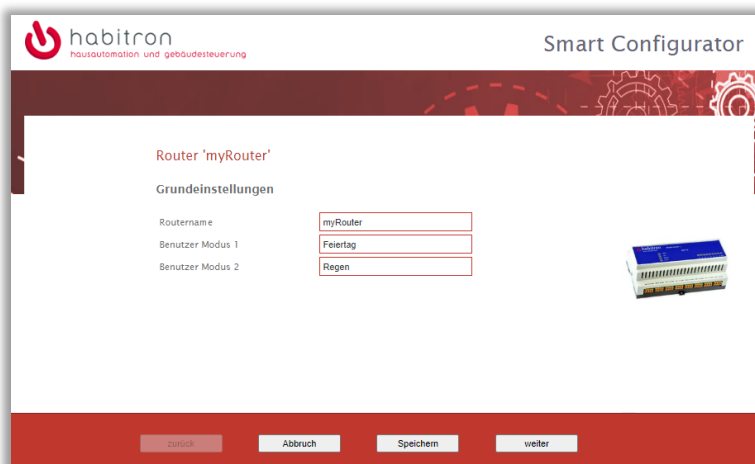 habitron
hausautomation und gebäudesteuerung
Smart Configurator
Router 'myRouter'
Grundeinstellungen
Routername
myRouter
Benutzer Modus 1
Feiertag
Benutzer Modus 2
Regen
habitron
zurück
Abbruch
Speichern
weiter